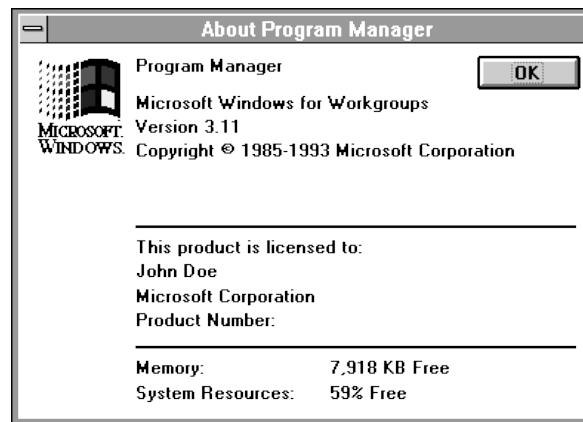 About Program Manager
Program Manager
OK
Microsoft Windows for Workgroups
Version 3.11
Copyright © 1985-1993 Microsoft Corporation
MICROSOFT.
WINDOWS.
This product is licensed to:
John Doe
Microsoft Corporation
Product Number:
Memory: 7,918 KB Free
System Resources: 59% Free